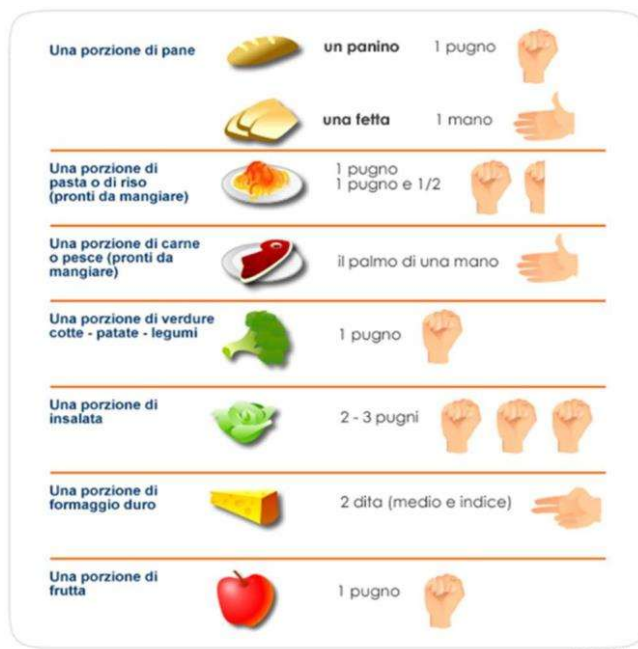 Una porzione di pane
un panino
1 pugno
una fetta
1 mano
Una porzione di
pasta o di riso
(pronti da mangiare)
1 pugno
1 pugno e 1/2
Una porzione di carne
o pesce (pronti da
mangiare)
il palmo di una mano
Una porzione di verdure
cotte - patate - legumi
1 pugno
Una porzione di
insalata
2 - 3 pugni
Una porzione di
formaggio duro
2 dita (medio e indice)
Una porzione di
frutta
1 pugno